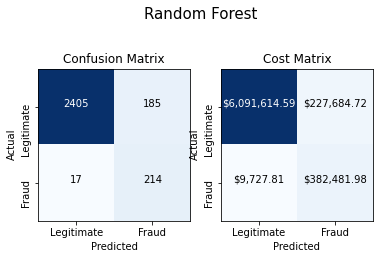 Random Forest
Confusion Matrix
Cost Matrix
Actual
Legitimate
2405
185
Fraud
17
214
Legitimate
Fraud
Predicted
Actual
Legitimate
$6,091,614.59
$227,684.72
Fraud
$9,727.81
$382,481.98
Legitimate
Fraud
Predicted